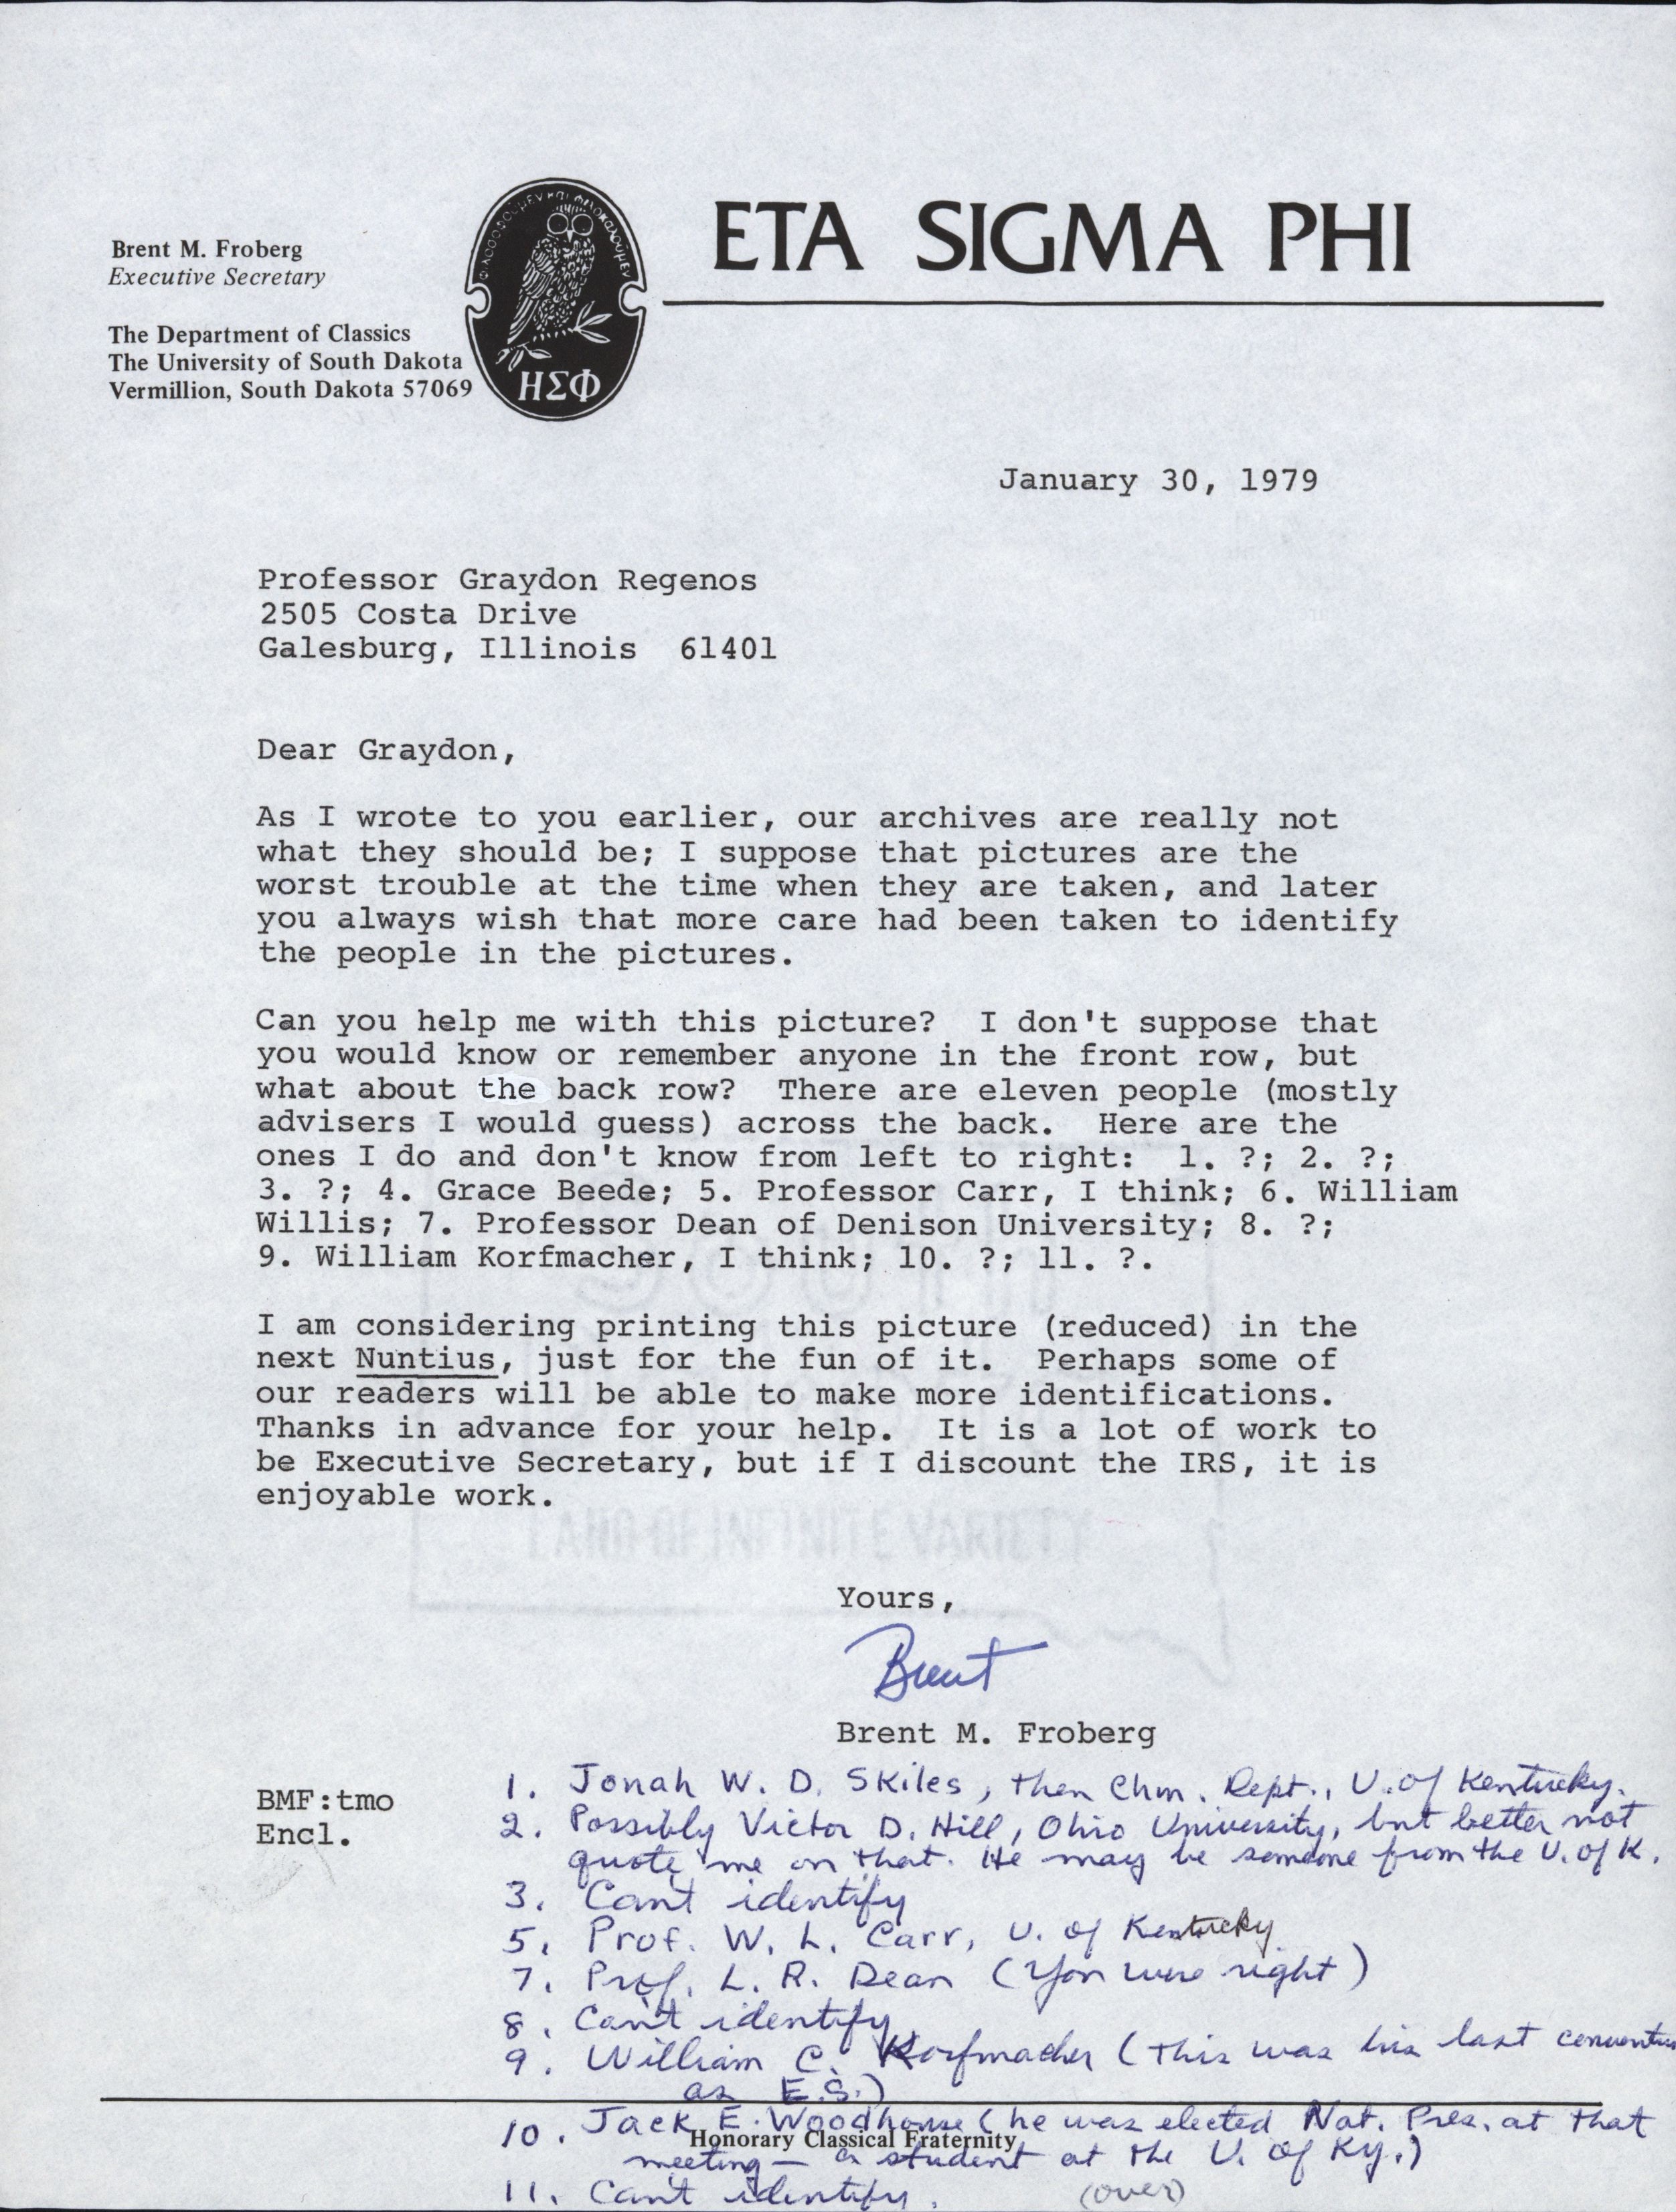 Brent M. Froberg
Executive Secretary
The Department of Classics
The University of South Dakota
Vermillion, South Dakota 57069
φιλοσοφοῦμεν καὶ φιλοκαλοῦμεν
ΗΣΦ
ETA SIGMA PHI
January 30, 1979
Professor Graydon Regenos
2505 Costa Drive
Galesburg, Illinois 61401
Dear Graydon,
As I wrote to you earlier, our archives are really not
what they should be; I suppose that pictures are the
worst trouble at the time when they are taken, and later
you always wish that more care had been taken to identify
the people in the pictures.
Can you help me with this picture? I don't suppose that
you would know or remember anyone in the front row, but
what about the back row? There are eleven people (mostly
advisers I would guess) across the back. Here are the
ones I do and don't know from left to right: 1. ?; 2. ?;
3. ?; 4. Grace Beede; 5. Professor Carr, I think; 6. William
Willis; 7. Professor Dean of Denison University; 8. ?;
9. William Korfmacher, I think; 10. ?; 11. ?.
I am considering printing this picture (reduced) in the
next Nuntius, just for the fun of it. Perhaps some of
our readers will be able to make more identifications.
Thanks in advance for your help. It is a lot of work to
be Executive Secretary, but if I discount the IRS, it is
enjoyable work.
SOUTH
LAND OF INFINITE VARIETY
Yours,
Brent
Brent M. Froberg
BMF:tmo
Encl.
1. Jonah W. D. Skiles, then Chm. Dept., U. of Kentucky.
2. Possibly Victor D. Hill, Ohio University, but better not
quote me on that. He may be someone from the U. of K.
3. Can't identify
5. Prof. W. L. Carr, U. of Kentucky
7. Prof. L. R. Dean (You were right)
8. Can't identify
9. William C. Korfmacher (This was his last convention
as E.S.)
10. Jack E. Woodhouse (he was elected Nat. Pres. at that
Honorary Classical Fraternity
meeting — a student at the U. of Ky.)
11. Can't identify.
(over)